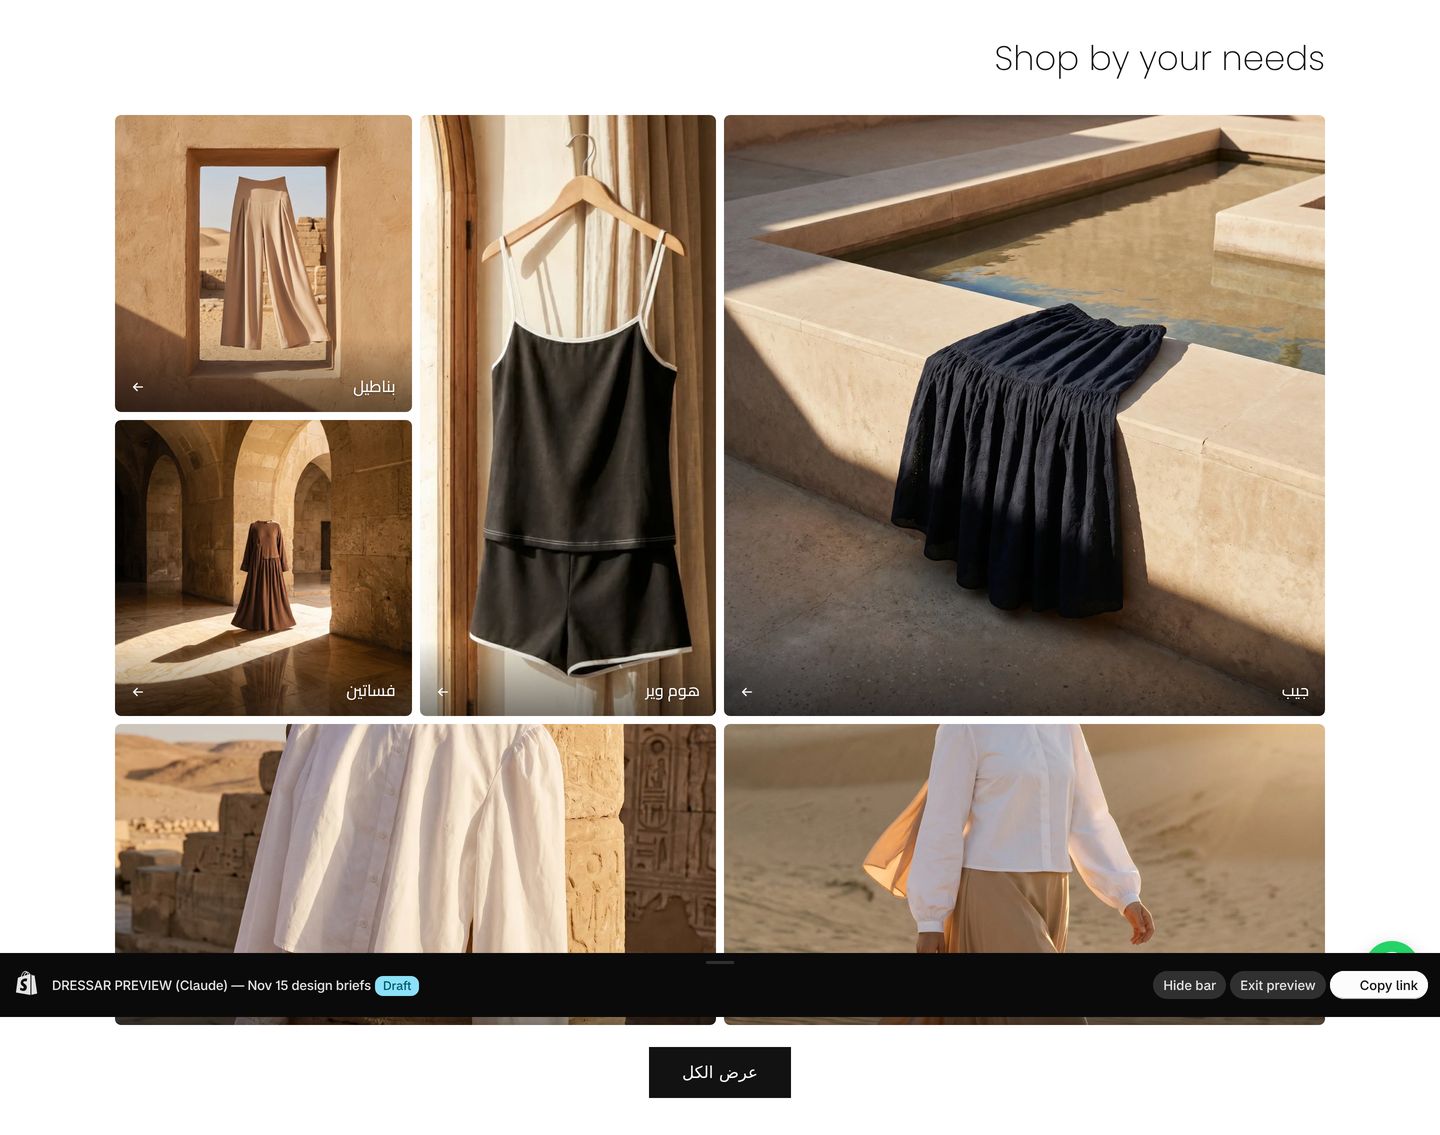 Shop by your needs
بناطيل
فساتين
هوم وير
جيب
DRESSAR PREVIEW (Claude) — Nov 15 design briefs Draft
Hide bar
Exit preview
Copy link
عرض الكل